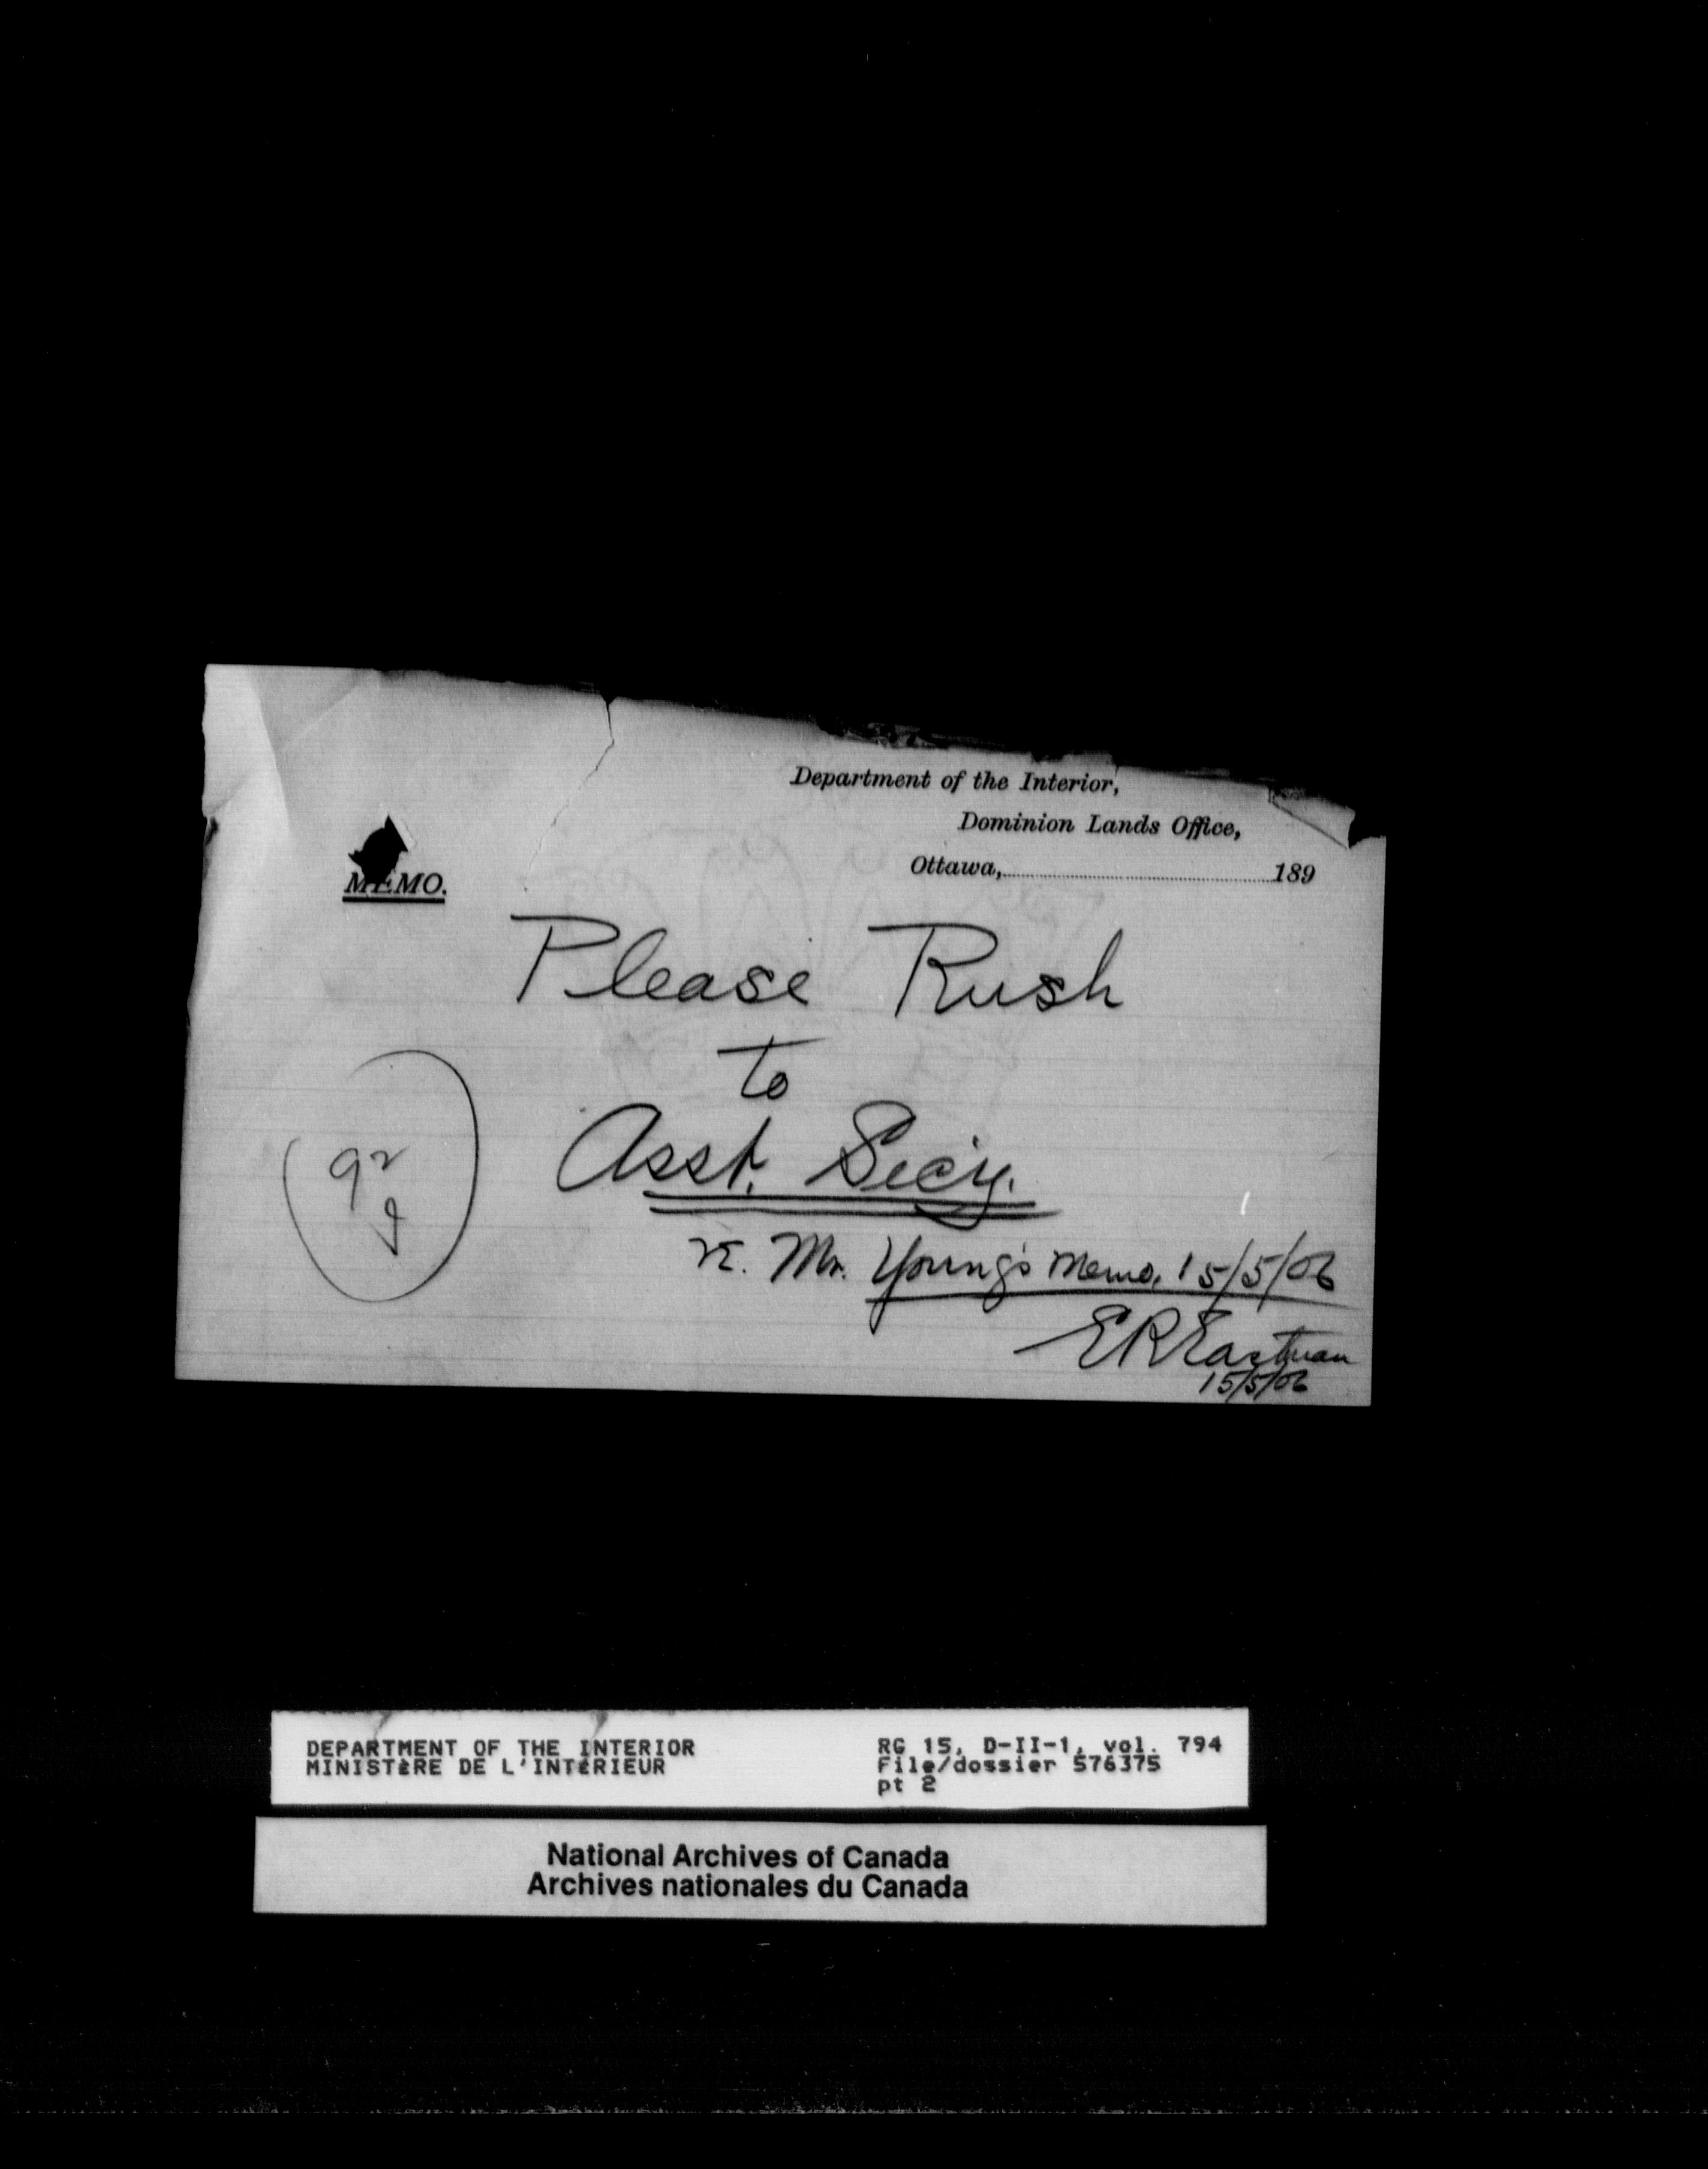 Department of the Interior,
Dominion Lands Office,
Ottawa, 189
MEMO.
Please Rush
to
Asst. Sec'y.
re. Mr. Young's Memo, 15/5/06
E R Eastman
15/5/06
92
DEPARTMENT OF THE INTERIOR
MINISTèRE DE L'INTéRIEUR
RG 15, D-II-1, vol. 794
File/dossier 576375
pt 2
National Archives of Canada
Archives nationales du Canada